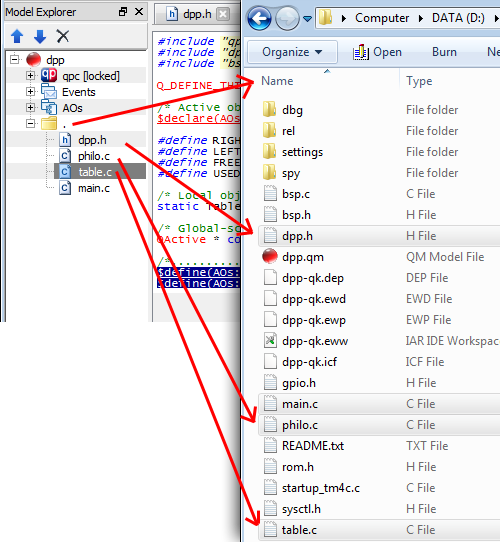 Model Explorer
dpp
qpc [locked]
Events
AOs
.
dpp.h
philo.c
table.c
main.c
dpp.h
#include "qp
#include "dp
#include "bs
Q_DEFINE_THI
/* Active ob
$declare(AOs
#define RIGH
#define LEFT
#define FREE
#define USED
/* Local obj
static Table
/* Global-sc
QActive * co
/*..........
$define(AOs:
$define(AOs:
Computer
DATA (D:)
Organize
Open
New
Name
Type
dbg
File folder
rel
File folder
settings
File folder
spy
File folder
bsp.c
C File
bsp.h
H File
dpp.h
H File
dpp.qm
QM Model File
dpp-qk.dep
DEP File
dpp-qk.ewd
EWD File
dpp-qk.ewp
EWP File
dpp-qk.eww
IAR IDE Workspac
dpp-qk.icf
ICF File
gpio.h
H File
main.c
C File
philo.c
C File
README.txt
TXT File
rom.h
H File
startup_tm4c.c
C File
sysctl.h
H File
table.c
C File